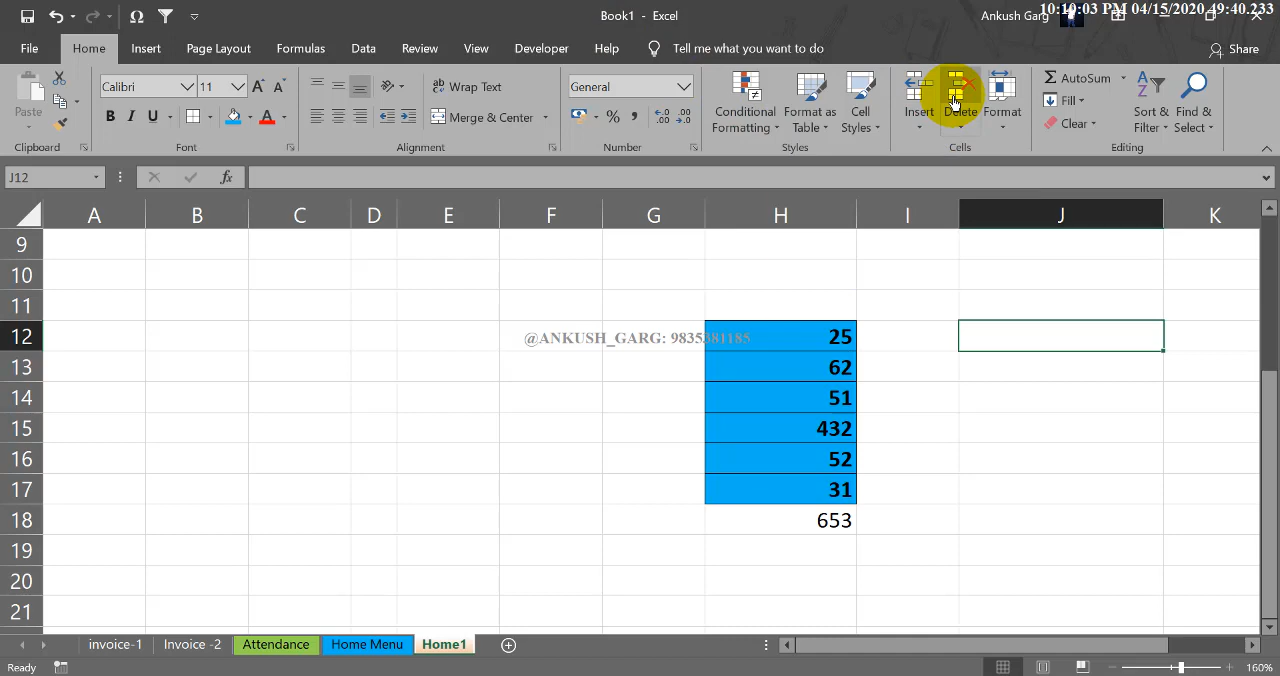 10:10:03 PM 04/15/2020,49:40.233
Book1 - Excel
Ankush Garg
File Home Insert Page Layout Formulas Data Review View Developer Help Tell me what you want to do Share
Paste
Calibri 11
B I U
Wrap Text
Merge & Center
General
% ,
Conditional Formatting
Format as Table
Cell Styles
Insert
Delete
Format
AutoSum
Fill
Clear
Sort & Filter
Find & Select
Clipboard Font Alignment Number Styles Cells Editing
J12 fx
A B C D E F G H I J K
9
10
11
12 25
@ANKUSH_GARG: 9835381185
13 62
14 51
15 432
16 52
17 31
18 653
19
20
21
invoice-1 Invoice -2 Attendance Home Menu Home1
Ready 160%